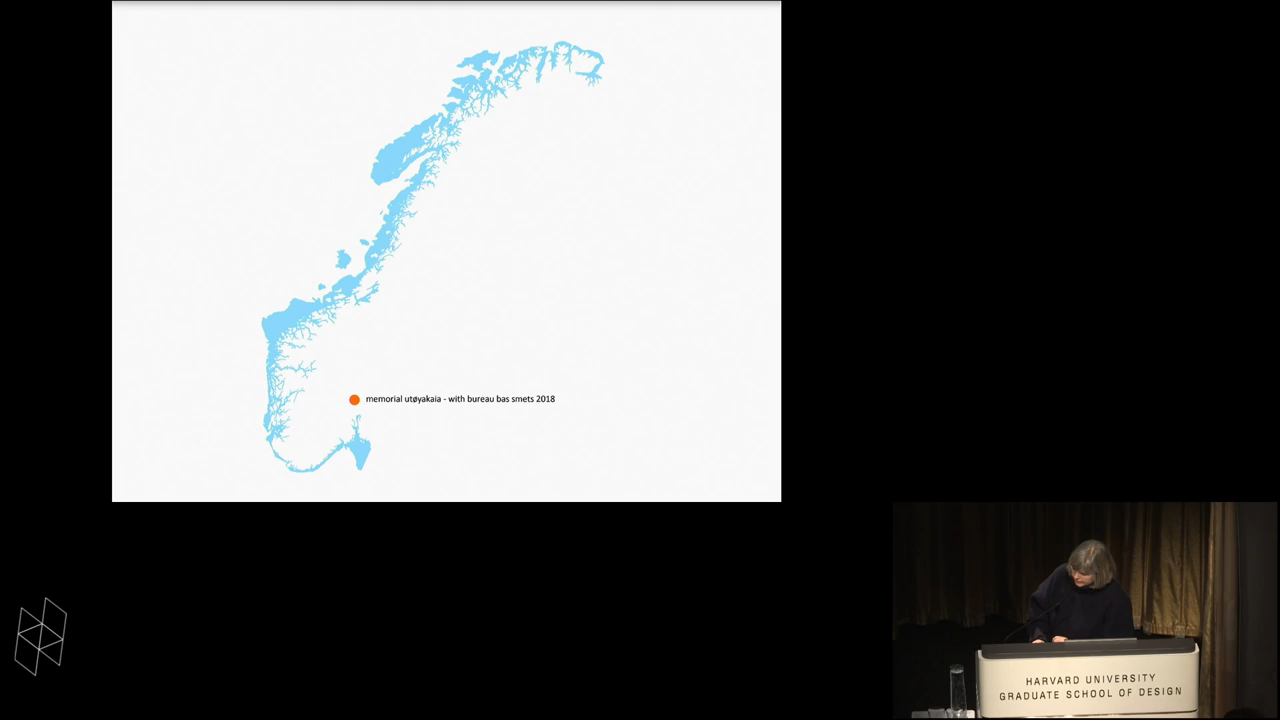 memorial utøyakaia - with bureau bas smets 2018
HARVARD UNIVERSITY
GRADUATE SCHOOL OF DESIGN